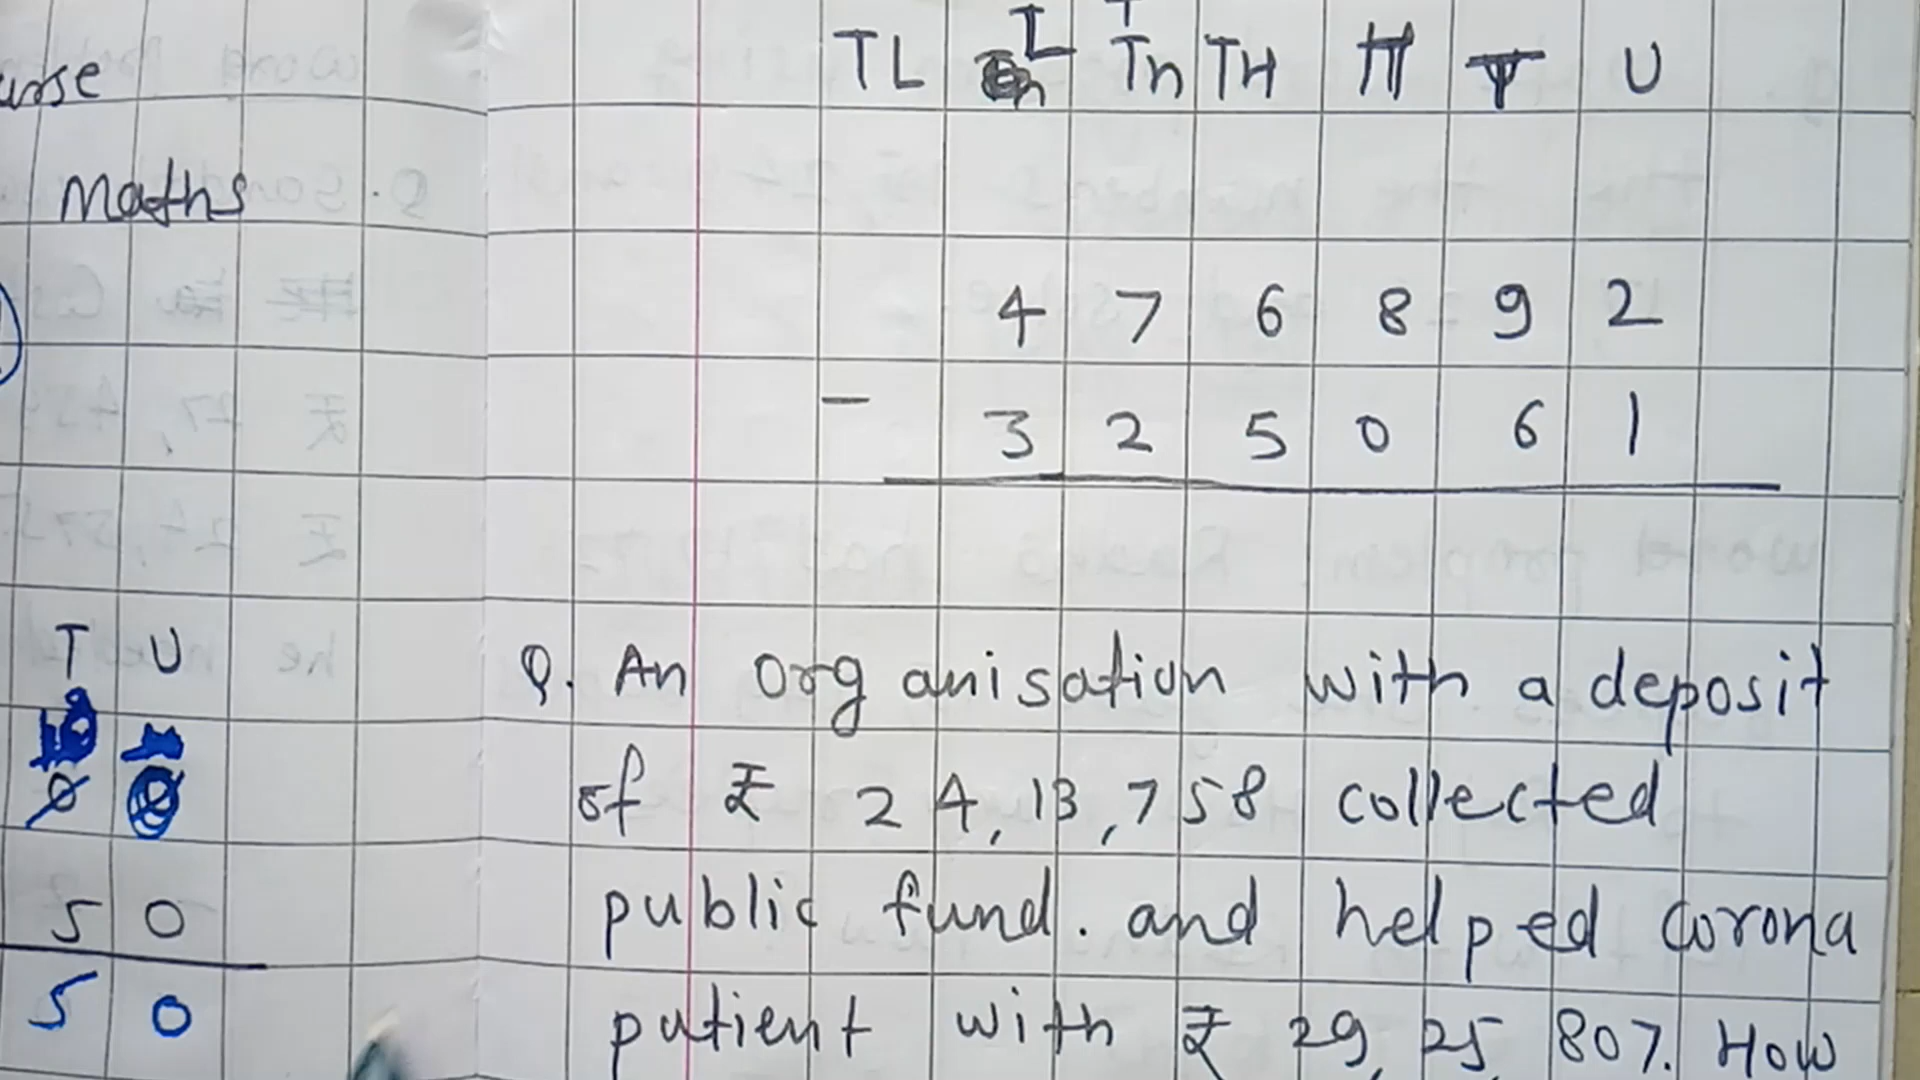 Maths
TL L Th TH H T U
4 7 6 8 9 2
- 3 2 5 0 6 1
T U
5 0
5 0
Q. An organisation with a deposit
of ₹ 24,13,758 collected
public fund. and helped corona
patient with ₹ 29,25,807. How